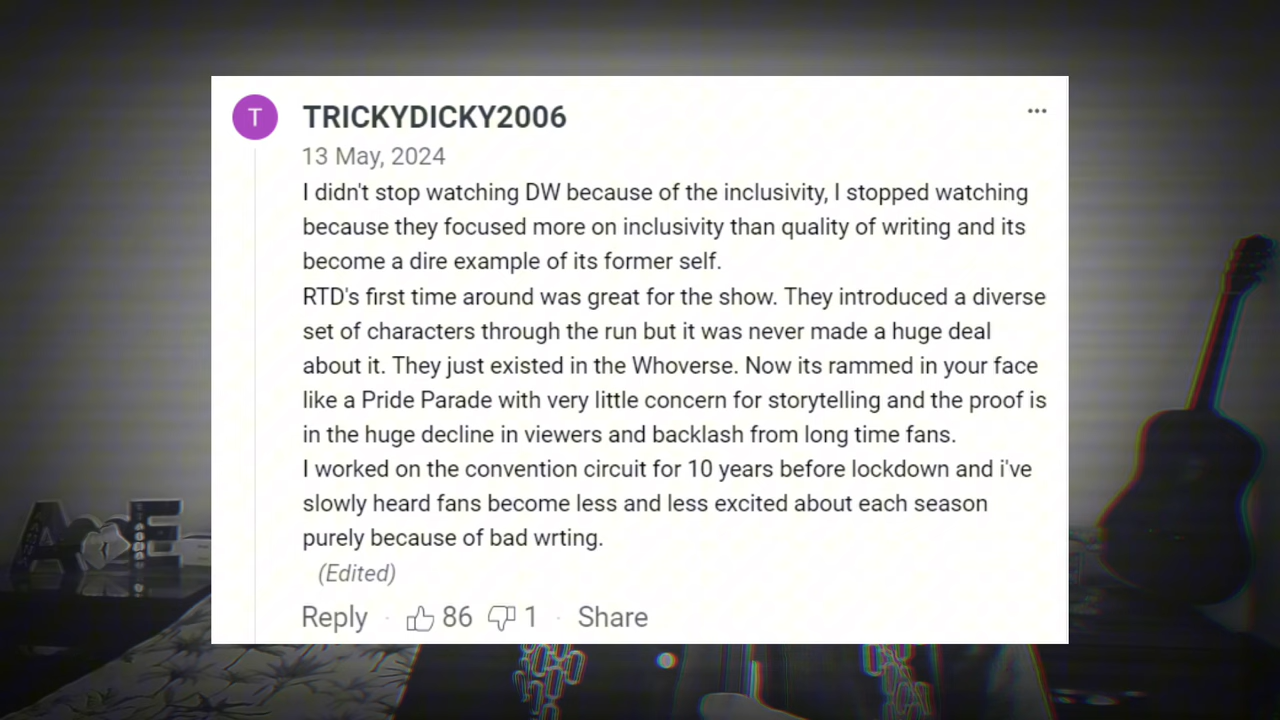 T
TRICKYDICKY2006
...
13 May, 2024
I didn't stop watching DW because of the inclusivity, I stopped watching
because they focused more on inclusivity than quality of writing and its
become a dire example of its former self.
RTD's first time around was great for the show. They introduced a diverse
set of characters through the run but it was never made a huge deal
about it. They just existed in the Whoverse. Now its rammed in your face
like a Pride Parade with very little concern for storytelling and the proof is
in the huge decline in viewers and backlash from long time fans.
I worked on the convention circuit for 10 years before lockdown and i've
slowly heard fans become less and less excited about each season
purely because of bad wrting.
(Edited)
Reply · 86 1 · Share
A E